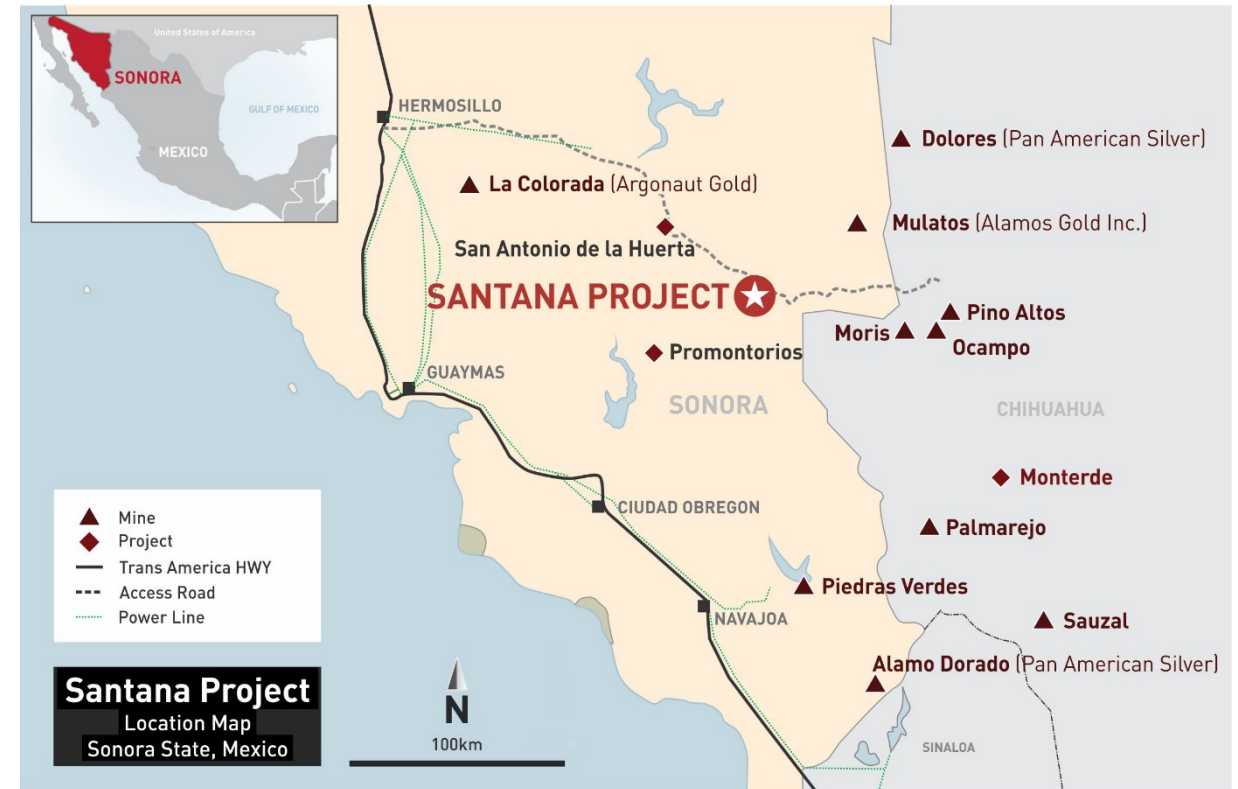 United States of America
SONORA
GULF OF MEXICO
MEXICO
HERMOSILLO
Dolores (Pan American Silver)
La Colorada (Argonaut Gold)
Mulatos (Alamos Gold Inc.)
San Antonio de la Huerta
SANTANA PROJECT
Pino Altos
Moris
Ocampo
Promontorios
GUAYMAS
SONORA
CHIHUAHUA
Monterde
CIUDAD OBREGON
Palmarejo
Piedras Verdes
NAVAJOA
Sauzal
Alamo Dorado (Pan American Silver)
SINALOA
Mine
Project
Trans America HWY
Access Road
Power Line
Santana Project
Location Map
Sonora State, Mexico
N
100km